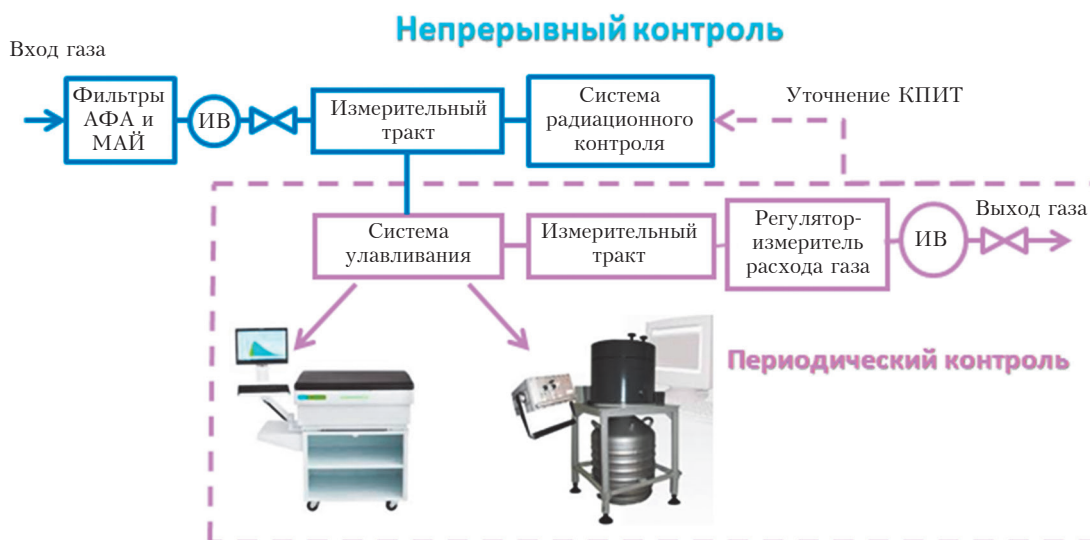 Непрерывный контроль
Вход газа
Фильтры
АФА и
МАЙ
ИВ
Измерительный
тракт
Система
радиационного
контроля
Уточнение КПИТ
Система
улавливания
Измерительный
тракт
Регулятор-
измеритель
расхода газа
ИВ
Выход газа
Периодический контроль